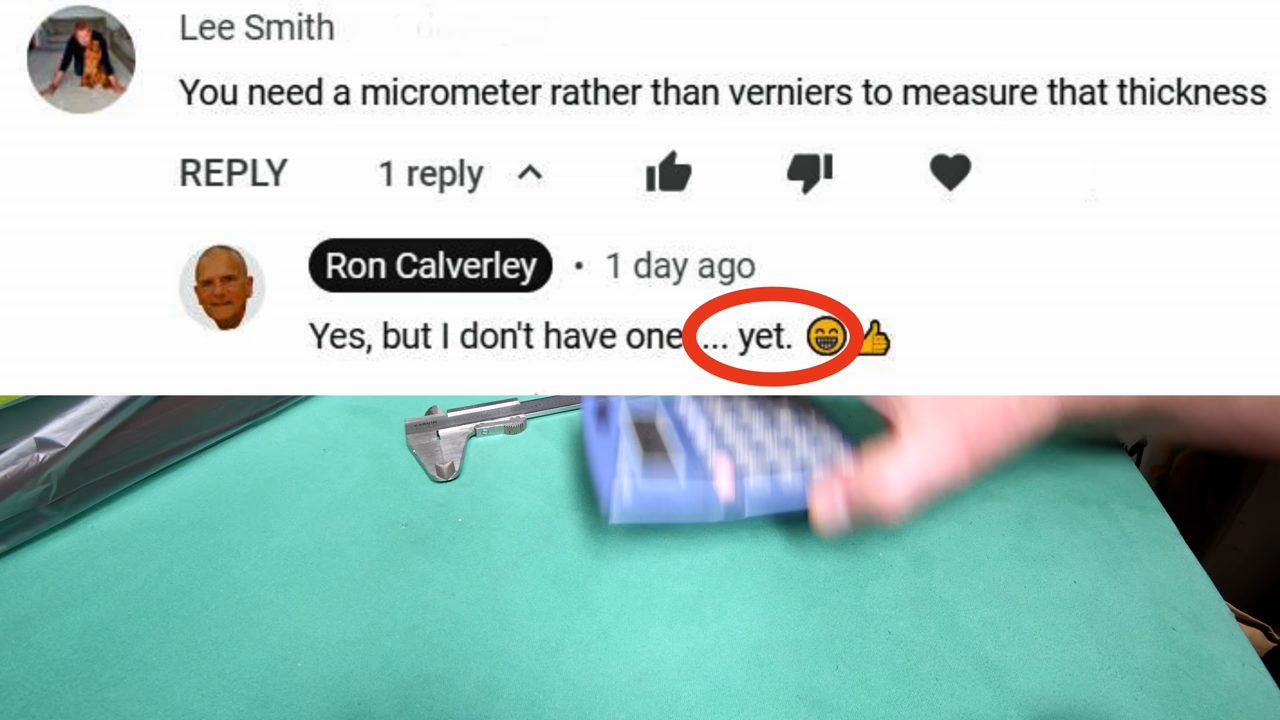 Lee Smith
You need a micrometer rather than verniers to measure that thickness
REPLY 1 reply
Ron Calverley • 1 day ago
Yes, but I don't have one ... yet. 😁👍